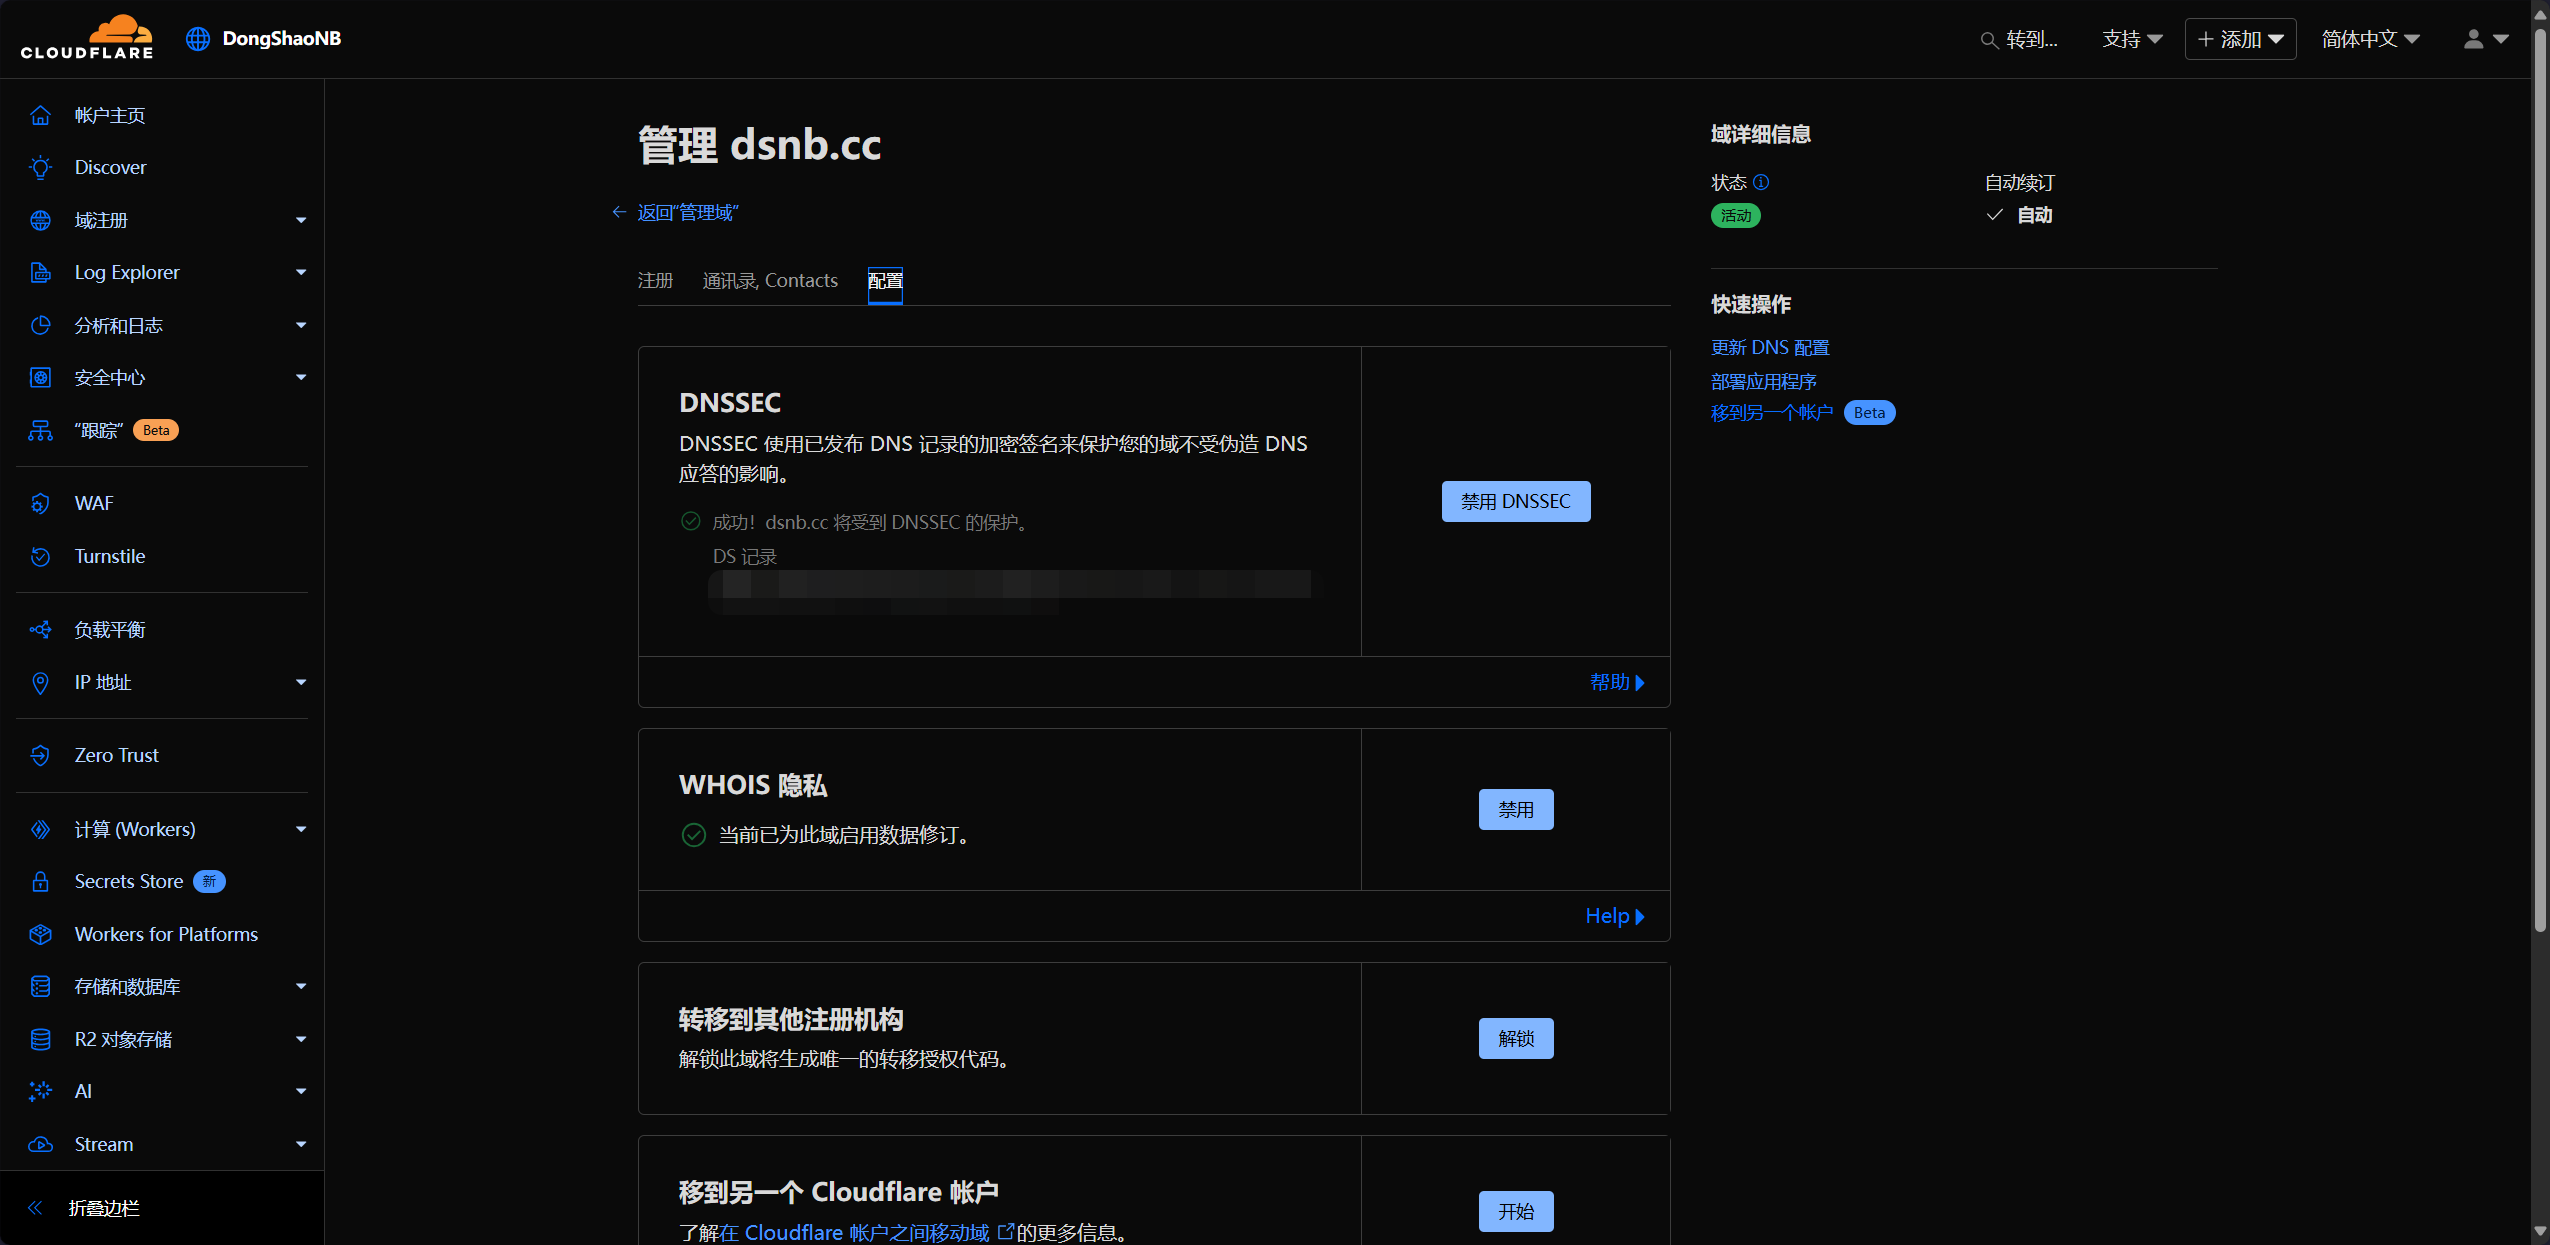 CLOUDFLARE
DongShaoNB
转到...
支持
添加
简体中文
帐户主页
Discover
域注册
Log Explorer
分析和日志
安全中心
“跟踪” Beta
WAF
Turnstile
负载平衡
IP 地址
Zero Trust
计算 (Workers)
Secrets Store 新
Workers for Platforms
存储和数据库
R2 对象存储
AI
Stream
折叠边栏
管理 dsnb.cc
返回“管理域”
注册
通讯录, Contacts
配置
DNSSEC
DNSSEC 使用已发布 DNS 记录的加密签名来保护您的域不受伪造 DNS
应答的影响。
成功！dsnb.cc 将受到 DNSSEC 的保护。
DS 记录
禁用 DNSSEC
帮助
WHOIS 隐私
当前已为此域启用数据修订。
禁用
Help
转移到其他注册机构
解锁此域将生成唯一的转移授权代码。
解锁
移到另一个 Cloudflare 帐户
了解在 Cloudflare 帐户之间移动域 的更多信息。
开始
域详细信息
状态
活动
自动续订
自动
快速操作
更新 DNS 配置
部署应用程序
移到另一个帐户 Beta